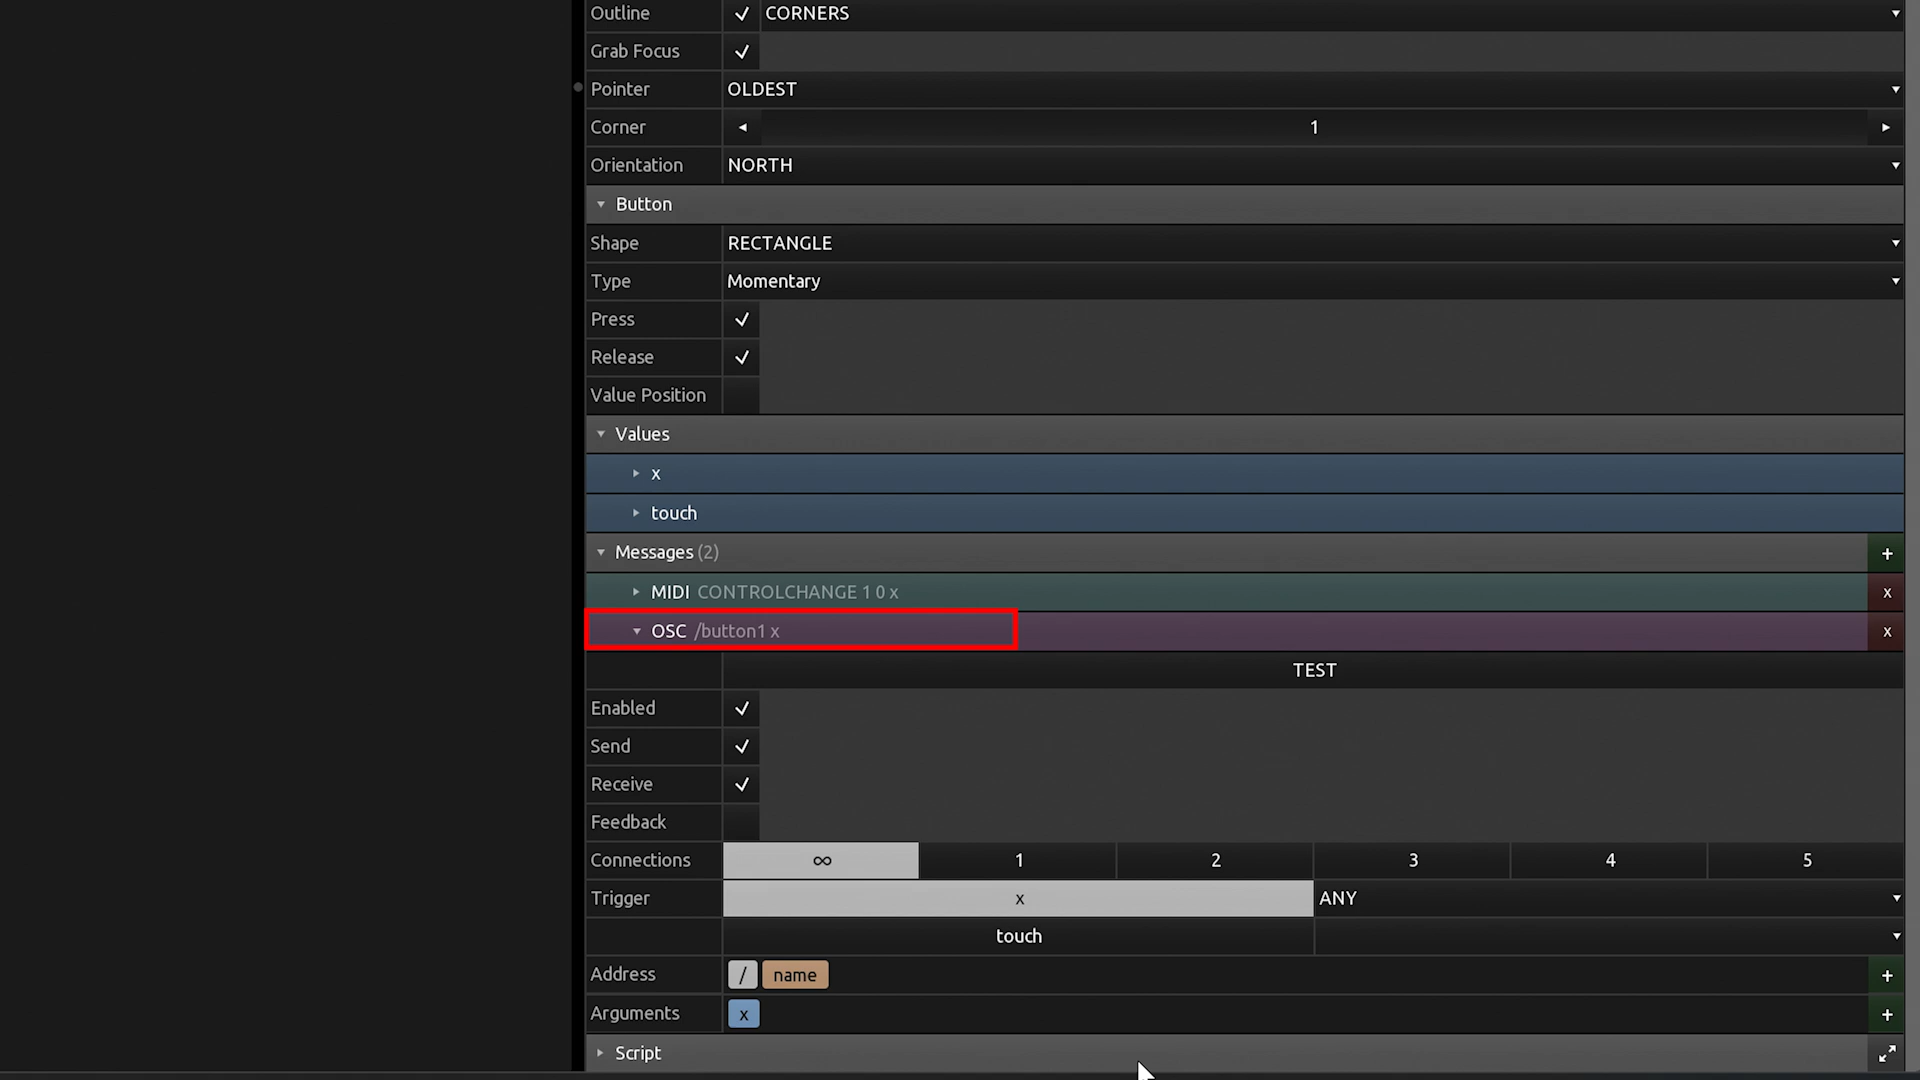 Outline ✓ CORNERS
Grab Focus ✓
Pointer OLDEST
Corner 1
Orientation NORTH
Button
Shape RECTANGLE
Type Momentary
Press ✓
Release ✓
Value Position
Values
x
touch
Messages (2) +
MIDI CONTROLCHANGE 1 0 x x
OSC /button1 x x
TEST
Enabled ✓
Send ✓
Receive ✓
Feedback
Connections ∞ 1 2 3 4 5
Trigger x ANY
touch
Address / name +
Arguments x +
Script